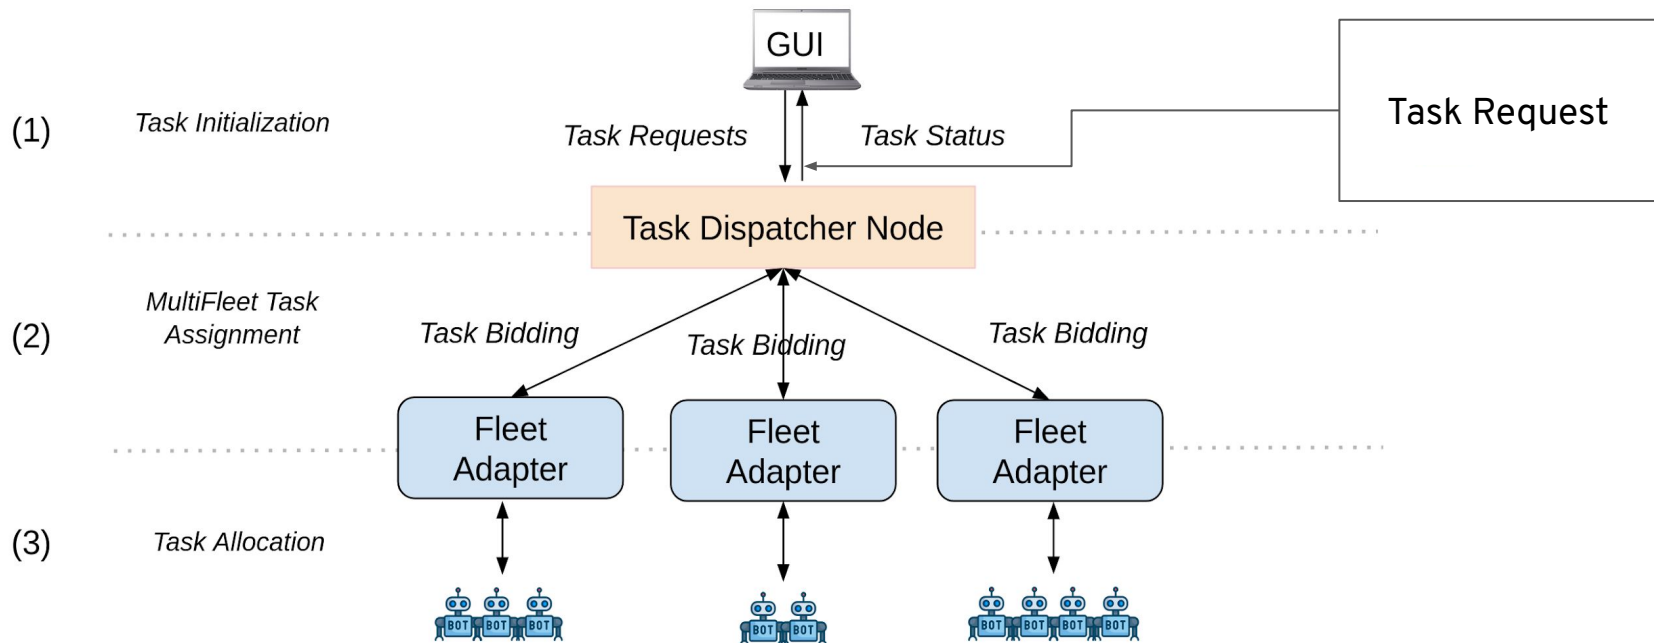 GUI
Task Request
(1)
Task Initialization
Task Requests
Task Status
Task Dispatcher Node
(2)
MultiFleet Task
Assignment
Task Bidding
Task Bidding
Task Bidding
Fleet
Adapter
Fleet
Adapter
Fleet
Adapter
(3)
Task Allocation
BOT BOT BOT
BOT BOT
BOT BOT BOT BOT